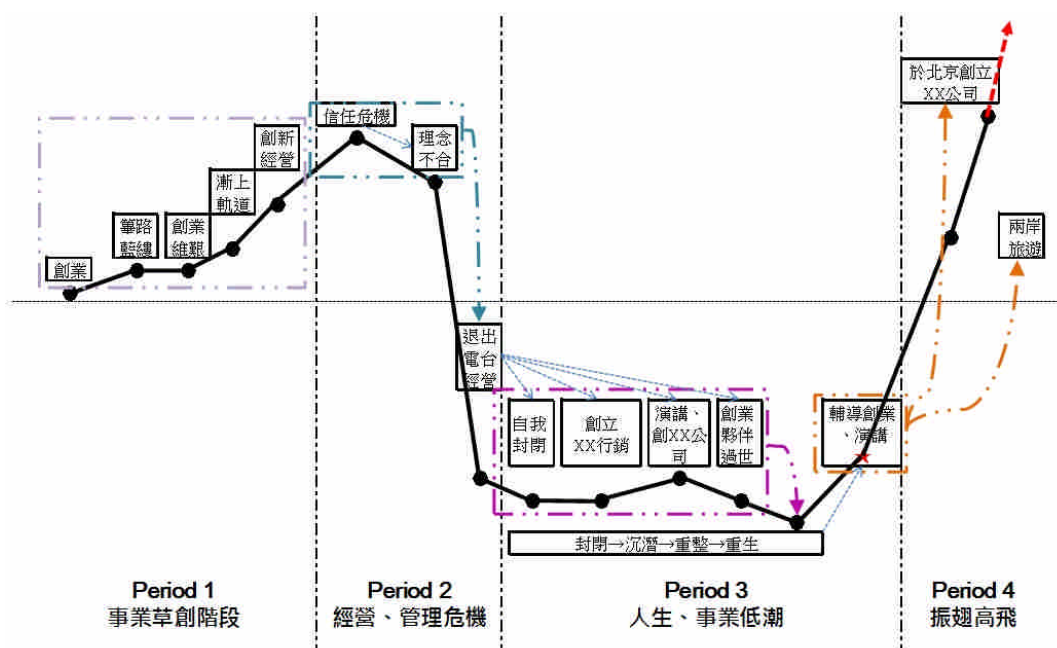 於北京創立
XX公司
信任危機
理念
不合
創新
經營
漸上
軌道
篳路
藍縷
創業
維艱
創業
兩岸
旅遊
退出
電台
經營
自我
封閉
創立
XX行銷
演講、
創XX公
司
創業
夥伴
過世
輔導創業
、演講
封閉→沉潛→重整→重生
Period 1
事業草創階段
Period 2
經營、管理危機
Period 3
人生、事業低潮
Period 4
振翅高飛